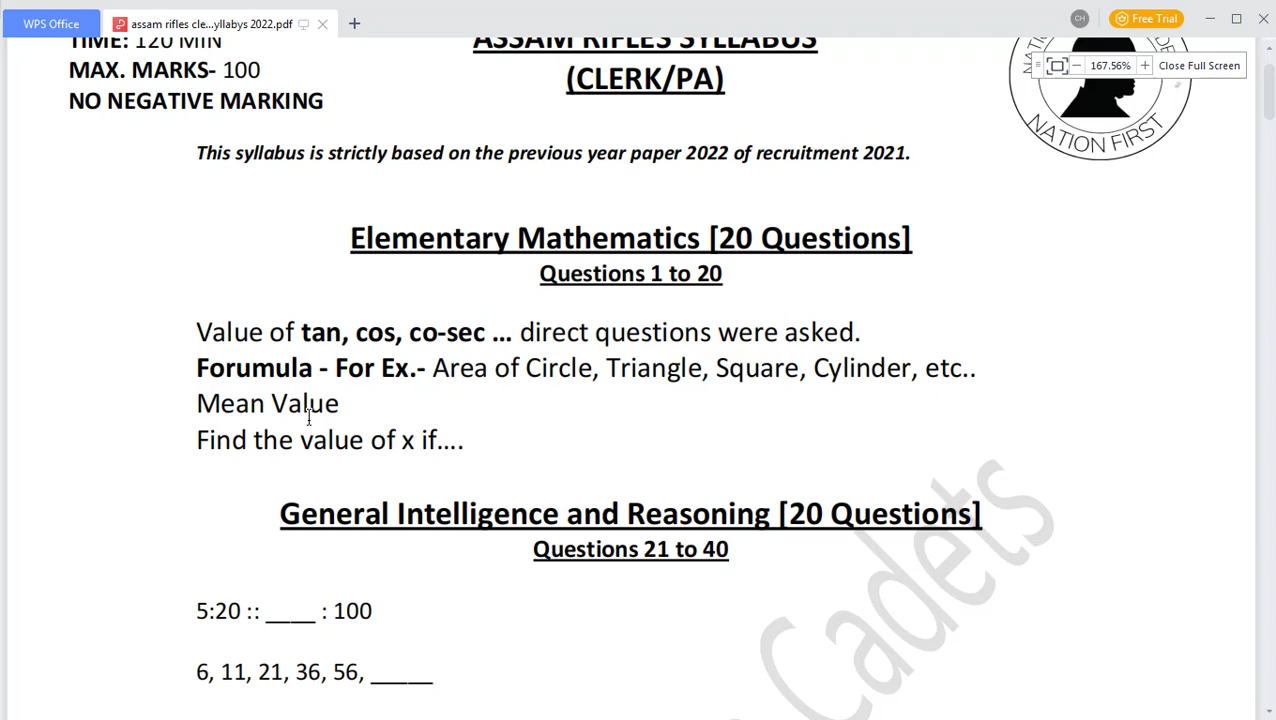 WPS Office
assam rifles cle...yllabys 2022.pdf
CH
Free Trial
167.56%
Close Full Screen
TIME: 120 MIN
MAX. MARKS- 100
NO NEGATIVE MARKING
ASSAM RIFLES SYLLABUS
(CLERK/PA)
NATION FIRST
This syllabus is strictly based on the previous year paper 2022 of recruitment 2021.
Elementary Mathematics [20 Questions]
Questions 1 to 20
Value of tan, cos, co-sec ... direct questions were asked.
Forumula - For Ex.- Area of Circle, Triangle, Square, Cylinder, etc..
Mean Value
Find the value of x if....
General Intelligence and Reasoning [20 Questions]
Questions 21 to 40
5:20 :: ____ : 100
6, 11, 21, 36, 56, _____
Cadets